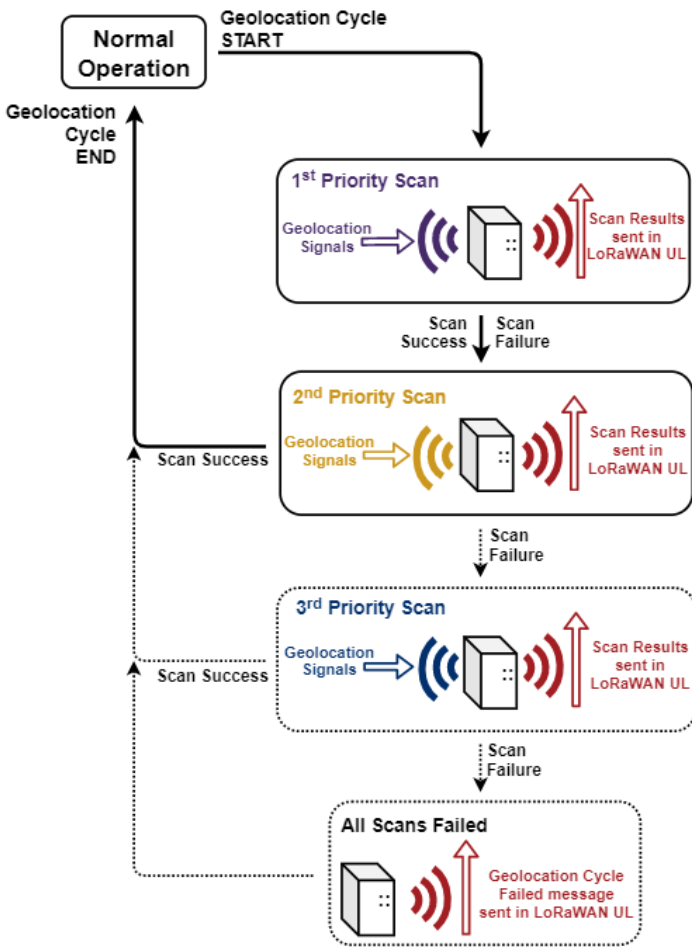 Normal
Operation
Geolocation Cycle
START
Geolocation
Cycle
END
1st Priority Scan
Geolocation
Signals
Scan Results
sent in
LoRaWAN UL
Scan
Success
Scan
Failure
2nd Priority Scan
Geolocation
Signals
Scan Results
sent in
LoRaWAN UL
Scan Success
Scan
Failure
3rd Priority Scan
Geolocation
Signals
Scan Results
sent in
LoRaWAN UL
Scan Success
Scan
Failure
All Scans Failed
Geolocation Cycle
Failed message
sent in LoRaWAN UL